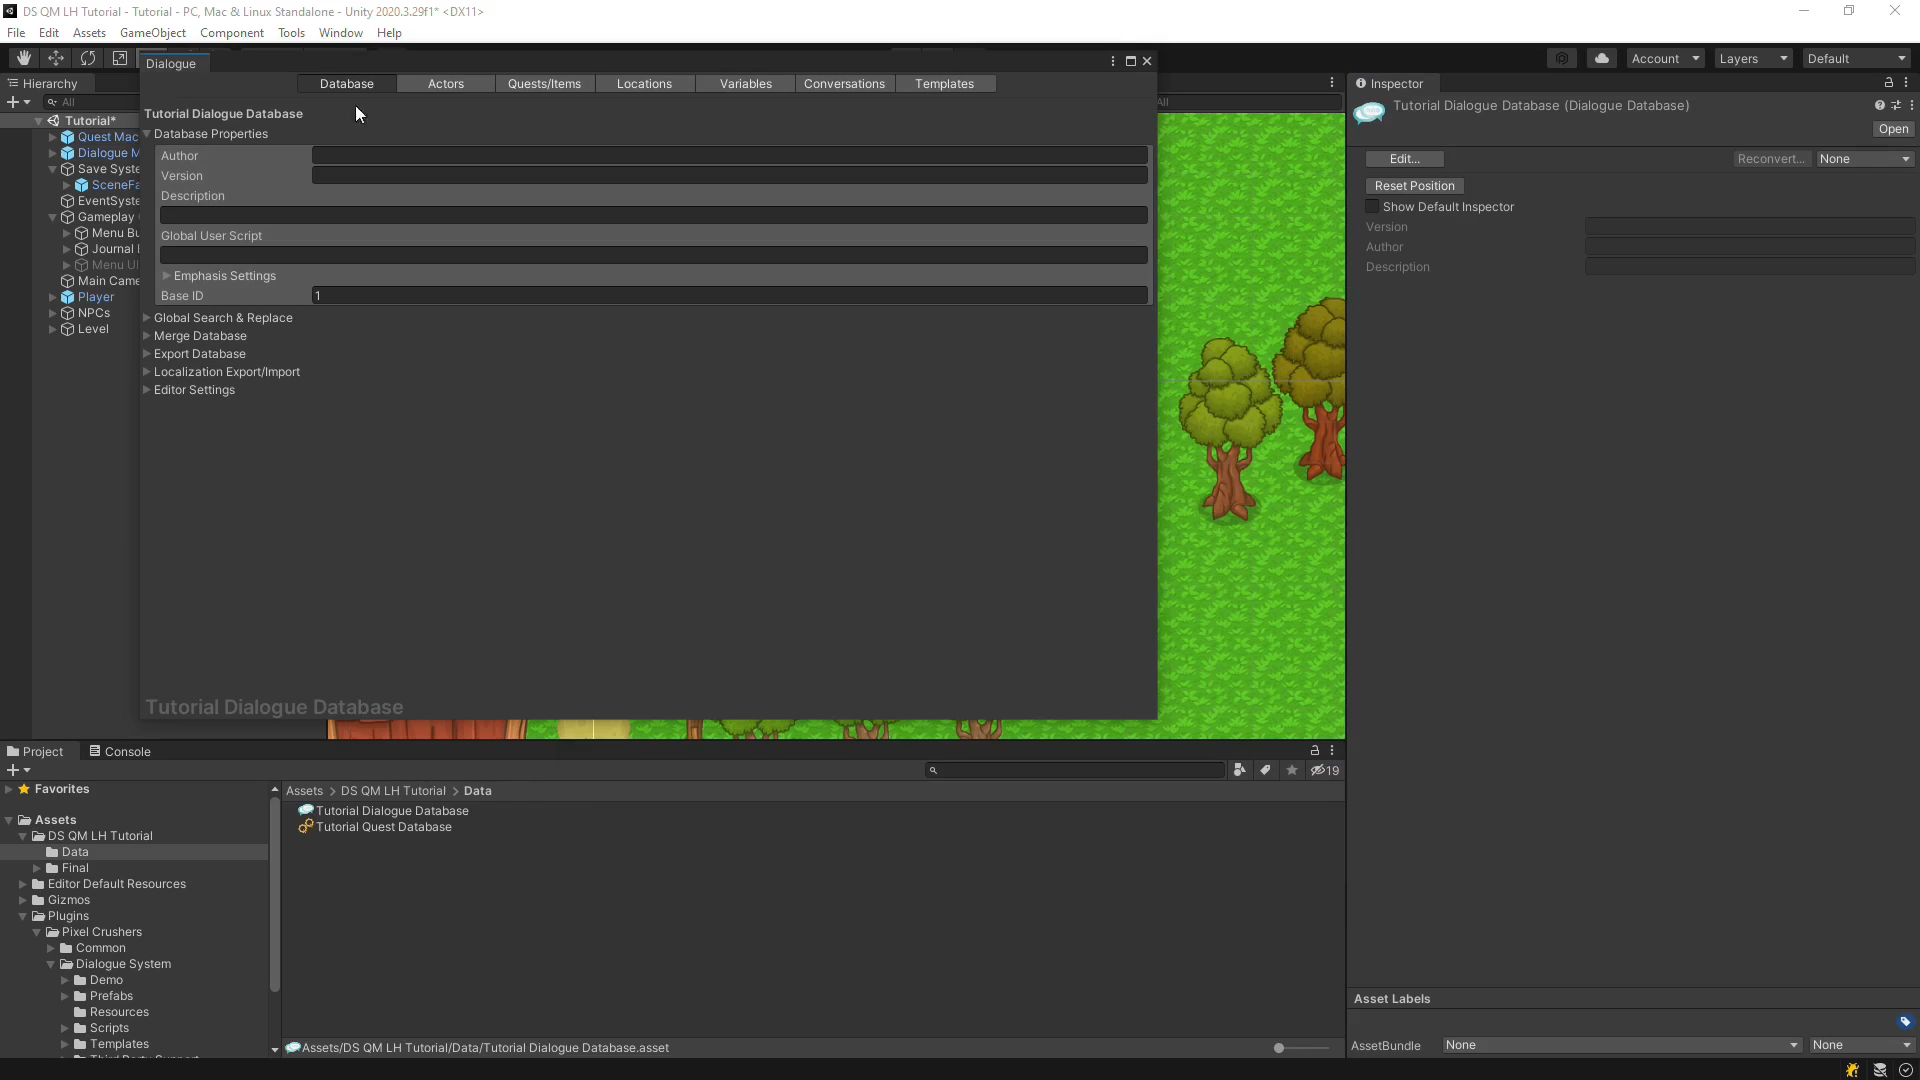 DS QM LH Tutorial - Tutorial - PC, Mac & Linux Standalone - Unity 2020.3.29f1* <DX11>
File Edit Assets GameObject Component Tools Window Help
Account Layers Default
Dialogue
Hierarchy
Database Actors Quests/Items Locations Variables Conversations Templates
Inspector
All
All
Tutorial Dialogue Database (Dialogue Database)
Open
Tutorial*
Quest Mac
Dialogue M
Save Syste
SceneFa
EventSyste
Gameplay
Menu Bu
Journal
Menu UI
Main Came
Player
NPCs
Level
Tutorial Dialogue Database
Database Properties
Author
Version
Description
Global User Script
Emphasis Settings
Base ID 1
Global Search & Replace
Merge Database
Export Database
Localization Export/Import
Editor Settings
Tutorial Dialogue Database
Edit... Reconvert... None
Reset Position
Show Default Inspector
Version
Author
Description
Project Console
19
Favorites
Assets
DS QM LH Tutorial
Data
Final
Editor Default Resources
Gizmos
Plugins
Pixel Crushers
Common
Dialogue System
Demo
Prefabs
Resources
Scripts
Templates
Third Party Support
Assets > DS QM LH Tutorial > Data
Tutorial Dialogue Database
Tutorial Quest Database
Assets/DS QM LH Tutorial/Data/Tutorial Dialogue Database.asset
Asset Labels
AssetBundle None None